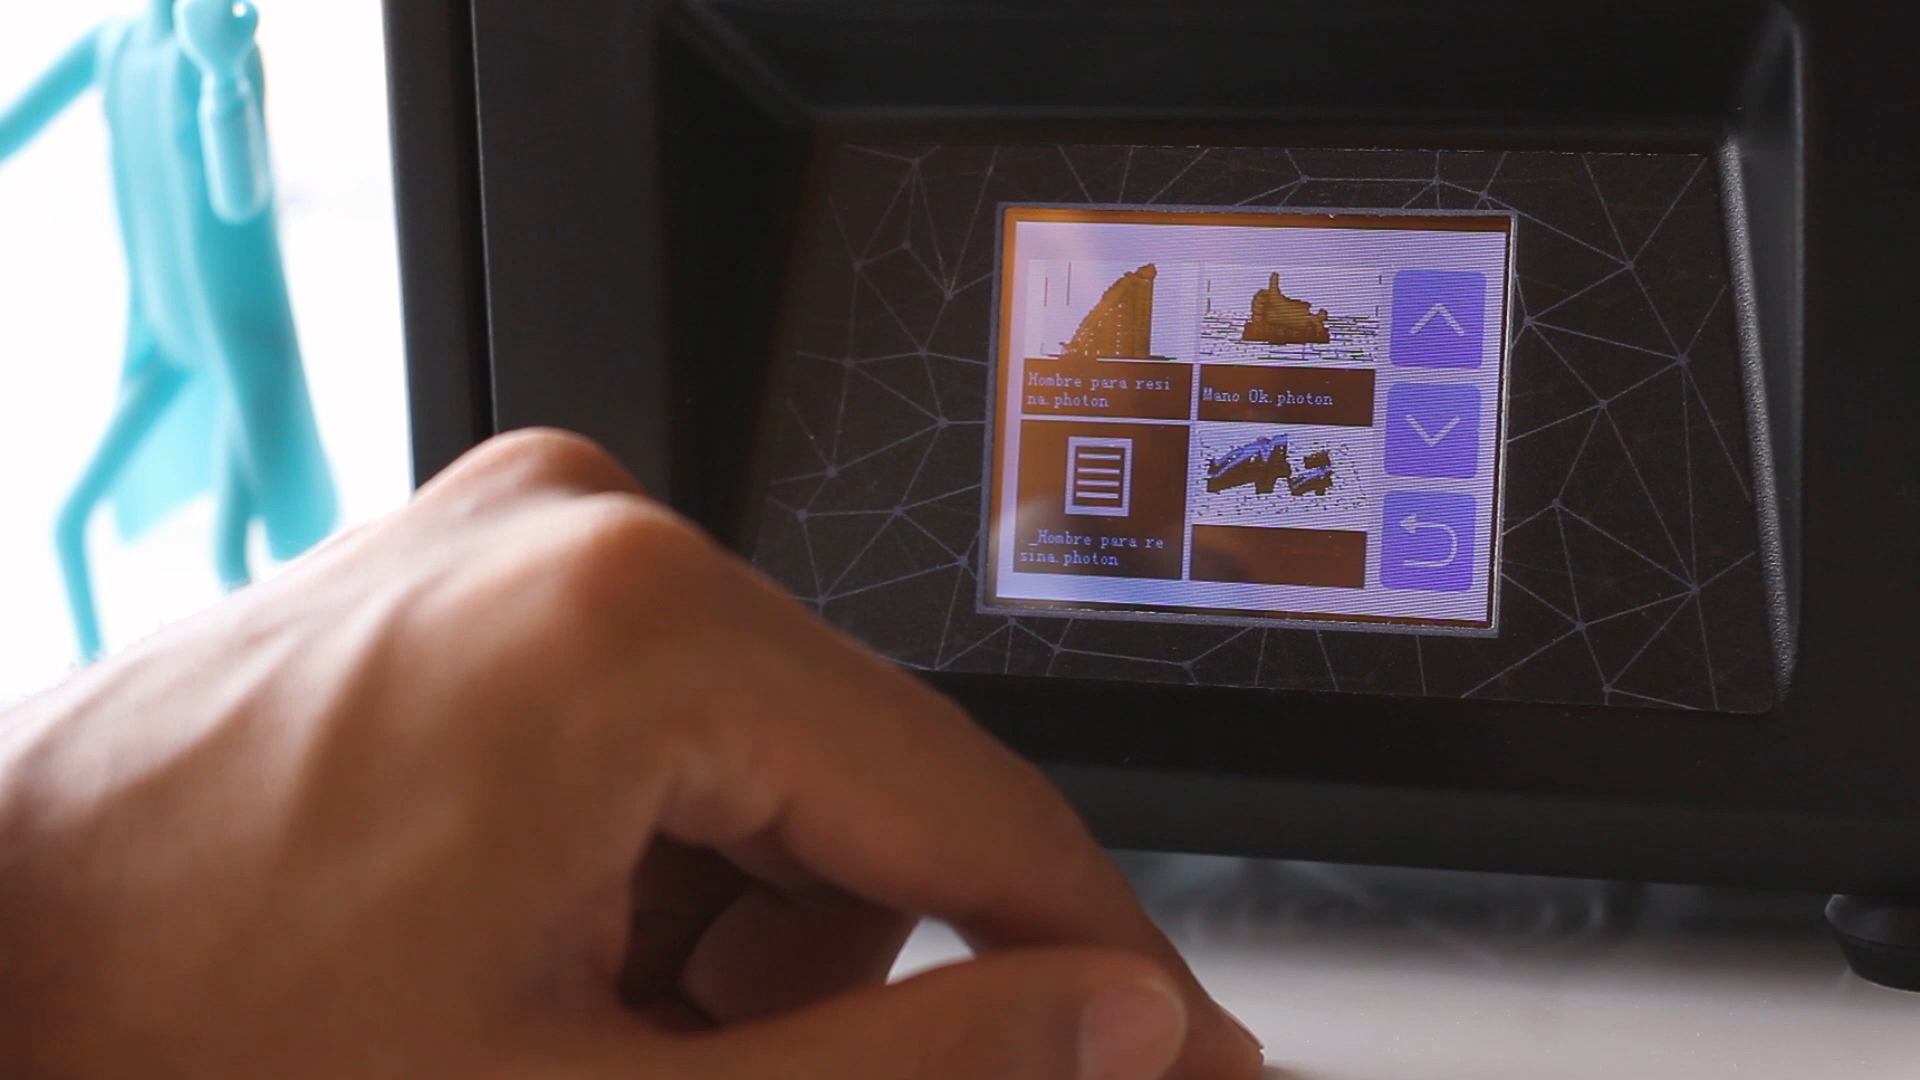 Hombre para resi
na.photon
Mano Ok.photon
_Hombre para re
sina.photon